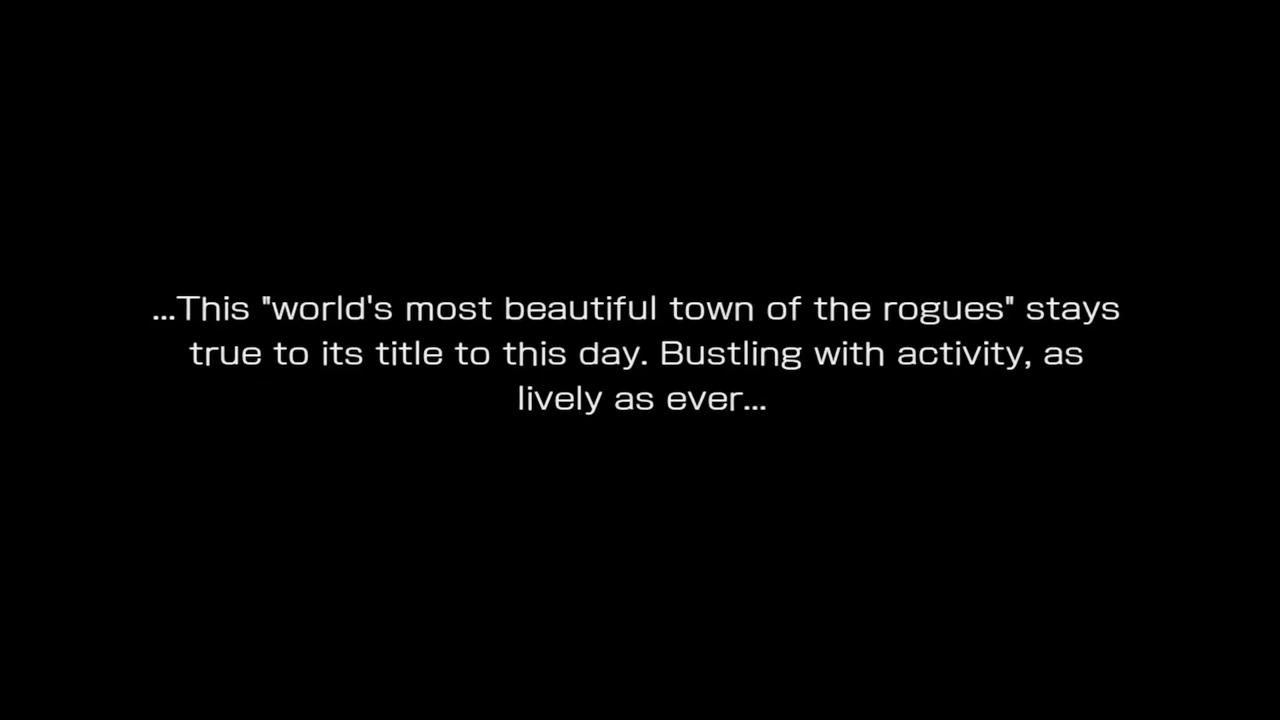 ...This "world's most beautiful town of the rogues" stays
true to its title to this day. Bustling with activity, as
lively as ever...